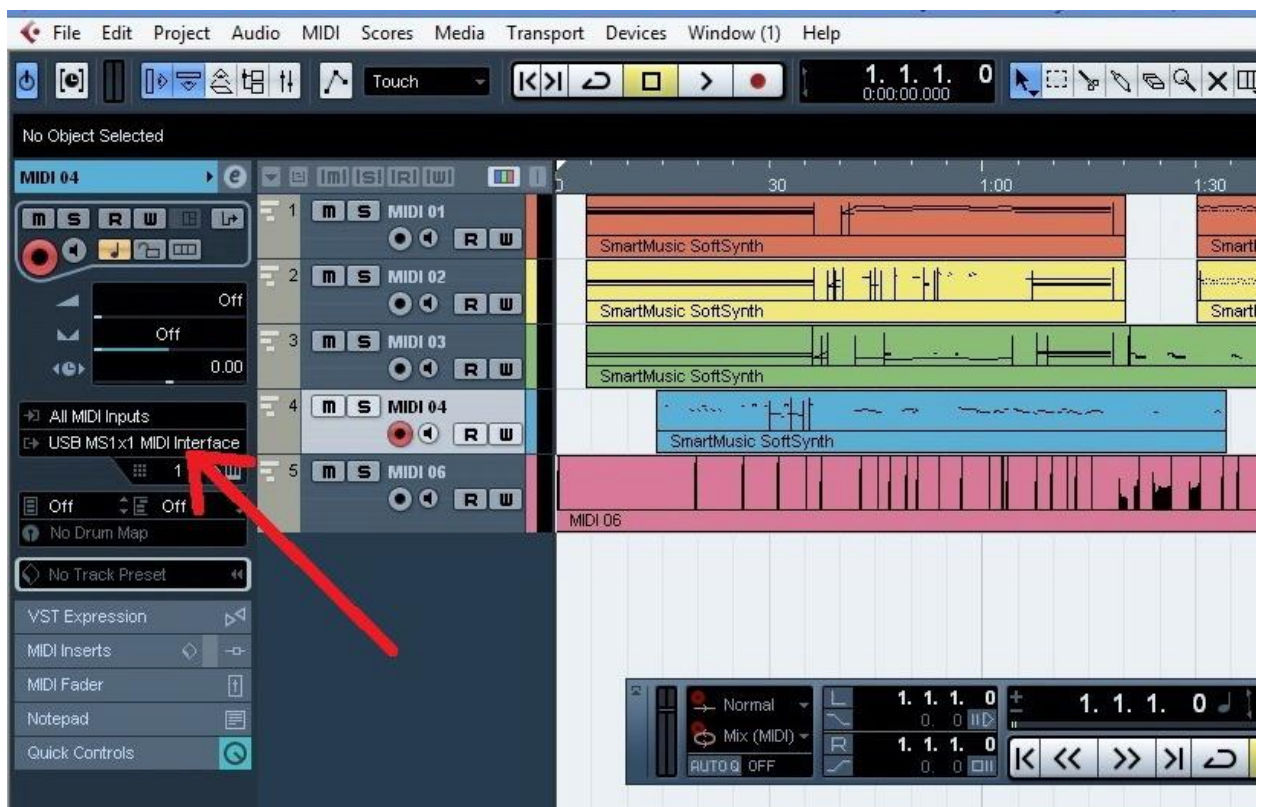 File Edit Project Audio MIDI Scores Media Transport Devices Window (1) Help
Touch
1. 1. 1. 0
0:00:00.000
No Object Selected
MIDI 04
m S R W
Off
Off
0.00
All MIDI Inputs
USB MS1x1 MIDI Interface
1
Off Off
No Drum Map
No Track Preset
VST Expression
MIDI Inserts
MIDI Fader
Notepad
Quick Controls
[m] [S] [R] [W]
1 m S MIDI 01
R W
2 m S MIDI 02
R W
3 m S MIDI 03
R W
4 m S MIDI 04
R W
5 m S MIDI 06
R W
30 1:00 1:30
SmartMusic SoftSynth
SmartMusic SoftSynth
SmartMusic SoftSynth
SmartMusic SoftSynth
MIDI 06
Normal
Mix (MIDI)
AUTO Q OFF
L 1. 1. 1. 0
0. 0
R 1. 1. 1. 0
0. 0
1. 1. 1. 0